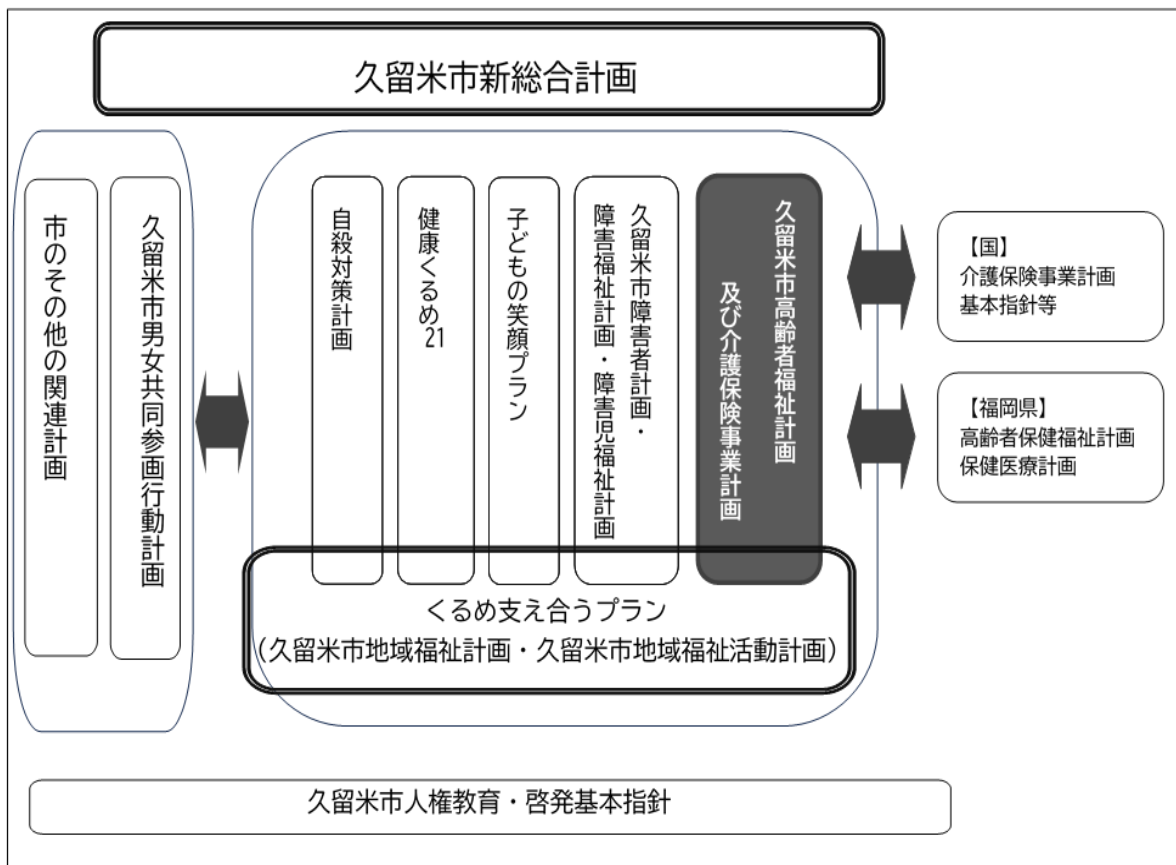 久留米市新総合計画
市のその他の関連計画
久留米市男女共同参画行動計画
自殺対策計画
健康くるめ21
子どもの笑顔プラン
久留米市障害者計画・
障害福祉計画・障害児福祉計画
久留米市高齢者福祉計画
及び介護保険事業計画
【国】
介護保険事業計画
基本指針等
【福岡県】
高齢者保健福祉計画
保健医療計画
くるめ支え合うプラン
（久留米市地域福祉計画・久留米市地域福祉活動計画）
久留米市人権教育・啓発基本指針